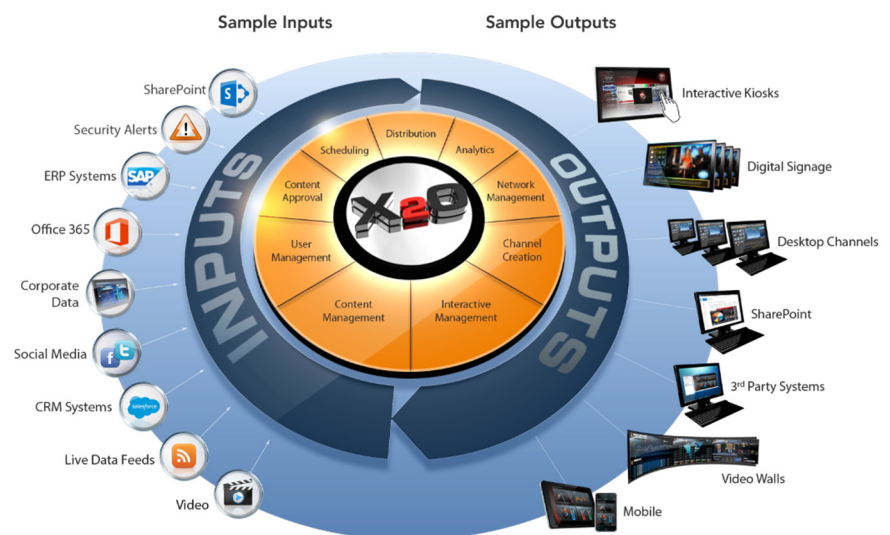 Sample Inputs
Sample Outputs
SharePoint
Security Alerts
ERP Systems
SAP
Office 365
Corporate
Data
Social Media
CRM Systems
salesforce
Live Data Feeds
Video
INPUTS
Distribution
Scheduling
Analytics
Content
Approval
Network
Management
User
Management
Channel
Creation
Content
Management
Interactive
Management
X2O
OUTPUTS
Interactive Kiosks
Digital Signage
Desktop Channels
SharePoint
3rd Party Systems
Video Walls
Mobile